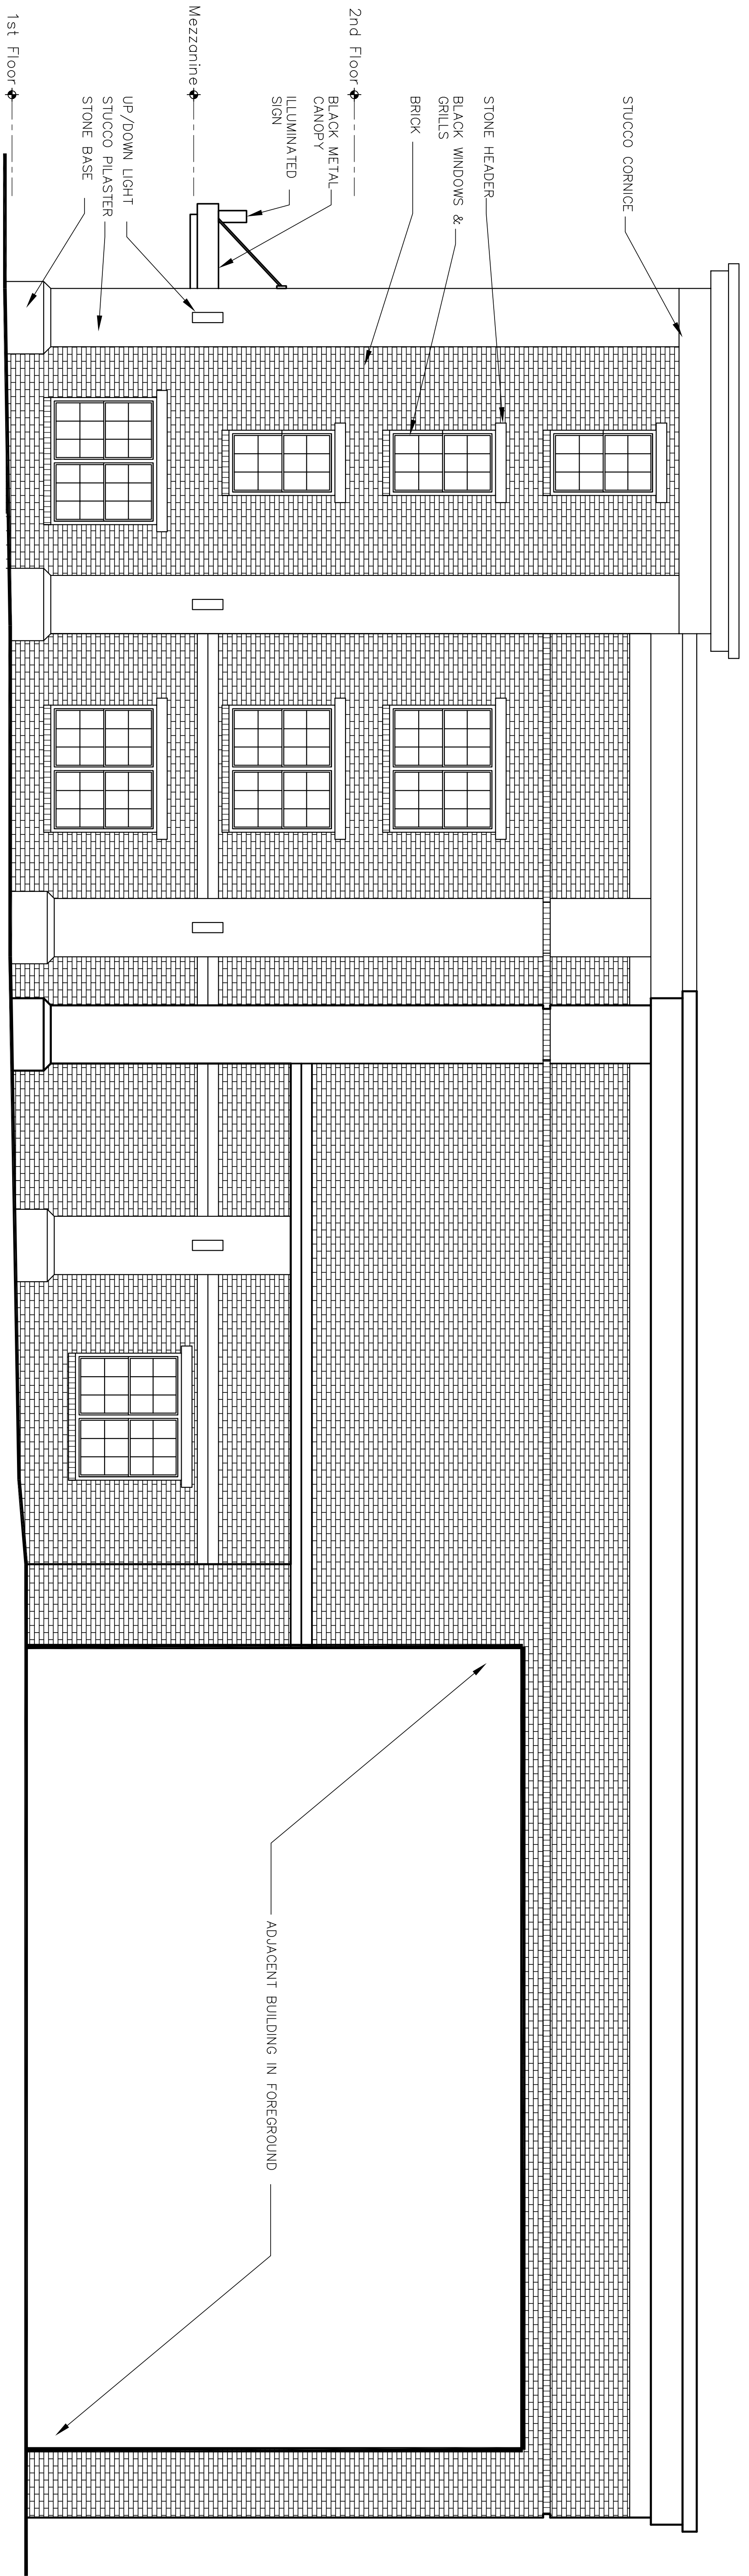 STUCCO CORNICE
STONE HEADER
BLACK WINDOWS &
GRILLS
BRICK
2nd Floor
BLACK METAL
CANOPY
ILLUMINATED
SIGN
Mezzanine
UP/DOWN LIGHT
STUCCO PILASTER
STONE BASE
1st Floor
ADJACENT BUILDING IN FOREGROUND